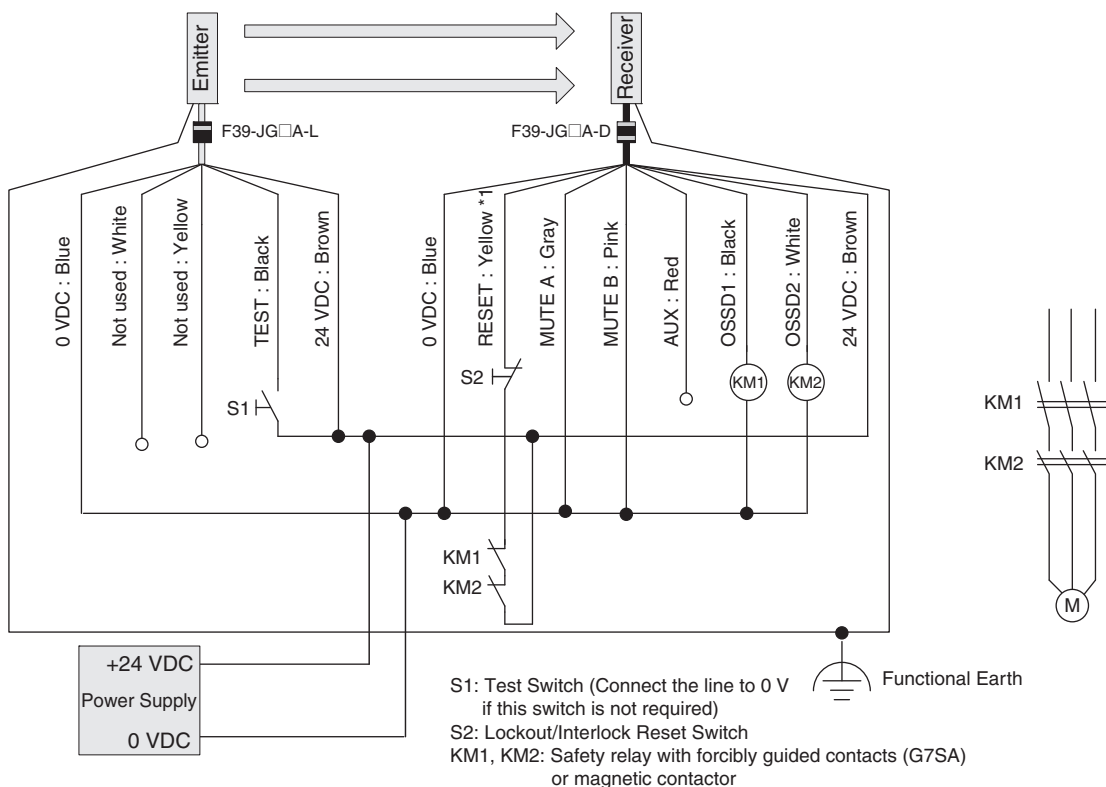 Emitter
Receiver
F39-JG□A-L
F39-JG□A-D
0 VDC : Blue
Not used : White
Not used : Yellow
TEST : Black
24 VDC : Brown
0 VDC : Blue
RESET : Yellow *1
MUTE A : Gray
MUTE B : Pink
AUX : Red
OSSD1 : Black
OSSD2 : White
24 VDC : Brown
S1
S2
KM1
KM2
KM1
KM2
KM1
KM2
M
+24 VDC
Power Supply
0 VDC
Functional Earth
S1: Test Switch (Connect the line to 0 V
if this switch is not required)
S2: Lockout/Interlock Reset Switch
KM1, KM2: Safety relay with forcibly guided contacts (G7SA)
or magnetic contactor